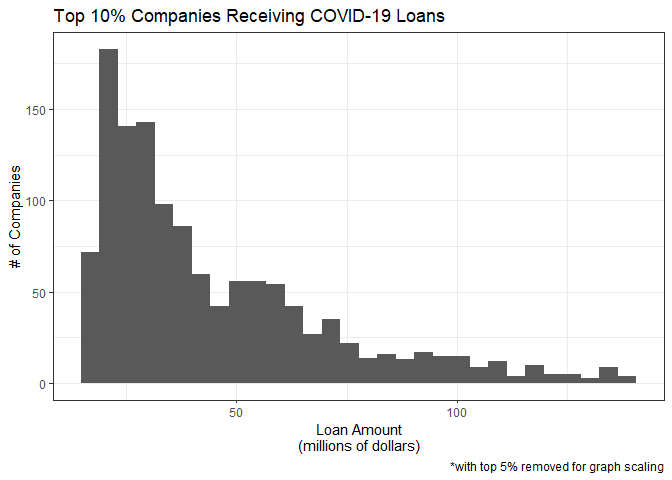 Top 10% Companies Receiving COVID-19 Loans
150
100
50
0
# of Companies
50
100
Loan Amount
(millions of dollars)
*with top 5% removed for graph scaling